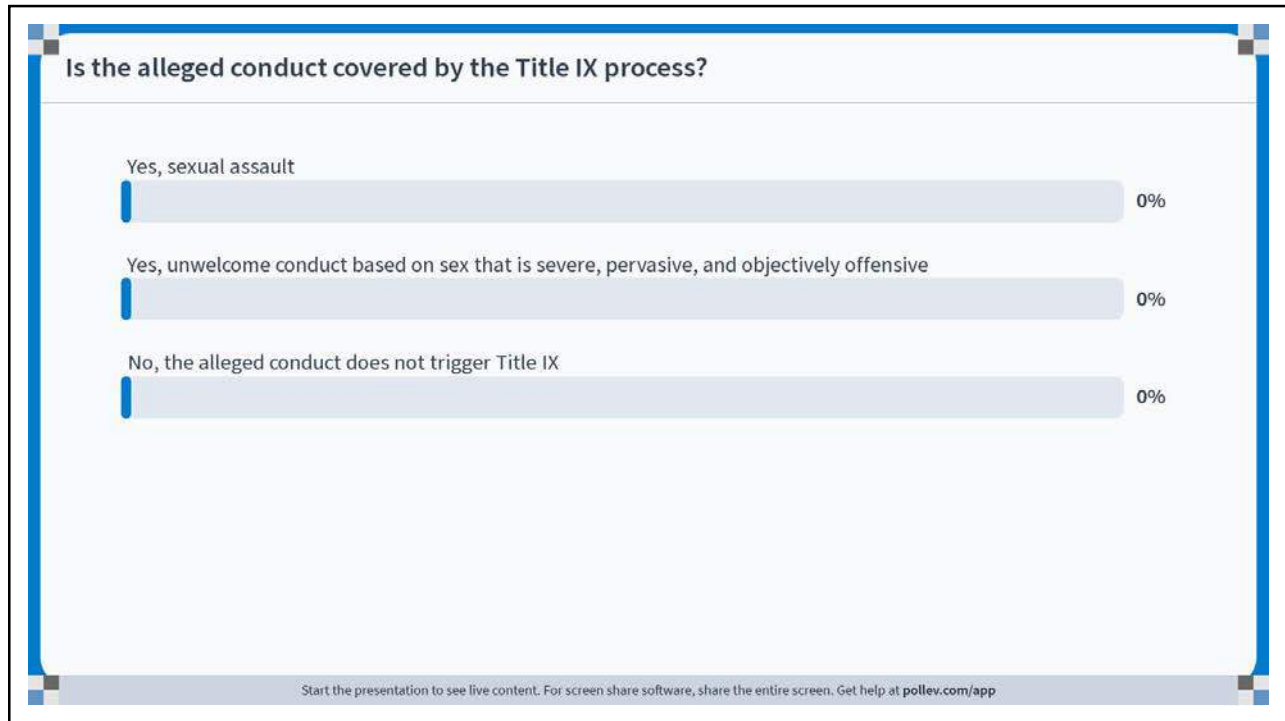 Is the alleged conduct covered by the Title IX process?
Yes, sexual assault
0%
Yes, unwelcome conduct based on sex that is severe, pervasive, and objectively offensive
0%
No, the alleged conduct does not trigger Title IX
0%
Start the presentation to see live content. For screen share software, share the entire screen. Get help at pollev.com/app